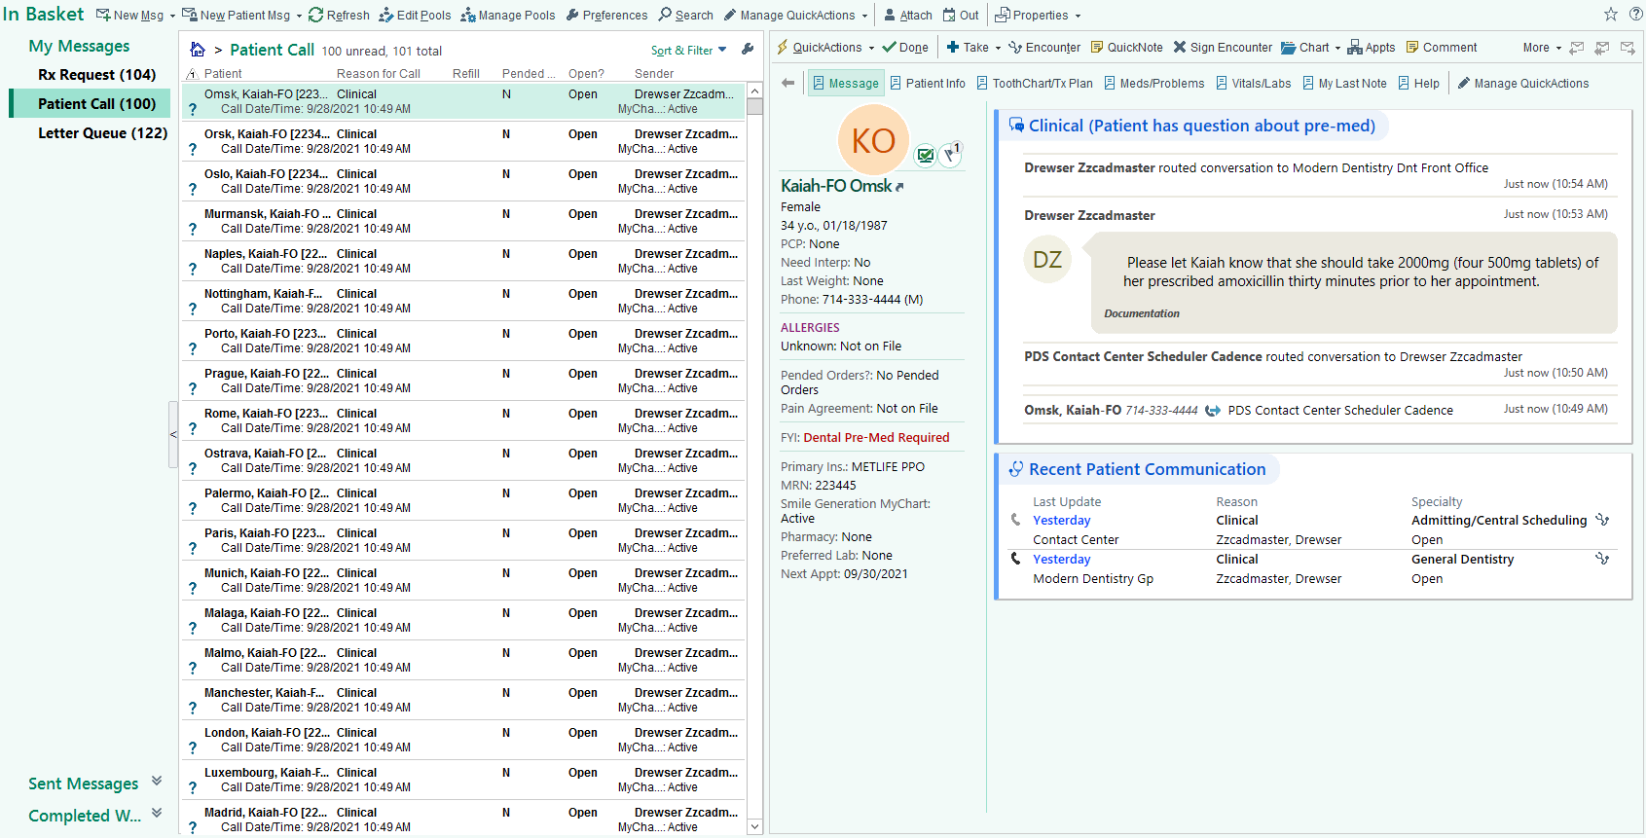 In Basket New Msg New Patient Msg Refresh Edit Pools Manage Pools Preferences Search Manage QuickActions Attach Out Properties
My Messages
Rx Request (104)
Patient Call (100)
Letter Queue (122)
Sent Messages
Completed W...
> Patient Call 100 unread, 101 total Sort & Filter
Patient Reason for Call Refill Pended ... Open? Sender
Omsk, Kaiah-FO [223... Clinical N Open Drewser Zzcadm...
? Call Date/Time: 9/28/2021 10:49 AM MyCha...: Active
Orsk, Kaiah-FO [2234... Clinical N Open Drewser Zzcadm...
? Call Date/Time: 9/28/2021 10:49 AM MyCha...: Active
Oslo, Kaiah-FO [2234... Clinical N Open Drewser Zzcadm...
? Call Date/Time: 9/28/2021 10:49 AM MyCha...: Active
Murmansk, Kaiah-FO ... Clinical N Open Drewser Zzcadm...
? Call Date/Time: 9/28/2021 10:49 AM MyCha...: Active
Naples, Kaiah-FO [22... Clinical N Open Drewser Zzcadm...
? Call Date/Time: 9/28/2021 10:49 AM MyCha...: Active
Nottingham, Kaiah-F... Clinical N Open Drewser Zzcadm...
? Call Date/Time: 9/28/2021 10:49 AM MyCha...: Active
Porto, Kaiah-FO [223... Clinical N Open Drewser Zzcadm...
? Call Date/Time: 9/28/2021 10:49 AM MyCha...: Active
Prague, Kaiah-FO [22... Clinical N Open Drewser Zzcadm...
? Call Date/Time: 9/28/2021 10:49 AM MyCha...: Active
Rome, Kaiah-FO [223... Clinical N Open Drewser Zzcadm...
? Call Date/Time: 9/28/2021 10:49 AM MyCha...: Active
Ostrava, Kaiah-FO [2... Clinical N Open Drewser Zzcadm...
? Call Date/Time: 9/28/2021 10:49 AM MyCha...: Active
Palermo, Kaiah-FO [2... Clinical N Open Drewser Zzcadm...
? Call Date/Time: 9/28/2021 10:49 AM MyCha...: Active
Paris, Kaiah-FO [223... Clinical N Open Drewser Zzcadm...
? Call Date/Time: 9/28/2021 10:49 AM MyCha...: Active
Munich, Kaiah-FO [22... Clinical N Open Drewser Zzcadm...
? Call Date/Time: 9/28/2021 10:49 AM MyCha...: Active
Malaga, Kaiah-FO [22... Clinical N Open Drewser Zzcadm...
? Call Date/Time: 9/28/2021 10:49 AM MyCha...: Active
Malmo, Kaiah-FO [22... Clinical N Open Drewser Zzcadm...
? Call Date/Time: 9/28/2021 10:49 AM MyCha...: Active
Manchester, Kaiah-F... Clinical N Open Drewser Zzcadm...
? Call Date/Time: 9/28/2021 10:49 AM MyCha...: Active
London, Kaiah-FO [22... Clinical N Open Drewser Zzcadm...
? Call Date/Time: 9/28/2021 10:49 AM MyCha...: Active
Luxembourg, Kaiah-F... Clinical N Open Drewser Zzcadm...
? Call Date/Time: 9/28/2021 10:49 AM MyCha...: Active
Madrid, Kaiah-FO [22... Clinical N Open Drewser Zzcadm...
? Call Date/Time: 9/28/2021 10:49 AM MyCha...: Active
QuickActions Done Take Encounter QuickNote Sign Encounter Chart Appts Comment More
Message Patient Info ToothChart/Tx Plan Meds/Problems Vitals/Labs My Last Note Help Manage QuickActions
KO
1
Kaiah-FO Omsk
Female
34 y.o., 01/18/1987
PCP: None
Need Interp: No
Last Weight: None
Phone: 714-333-4444 (M)
ALLERGIES
Unknown: Not on File
Pended Orders?: No Pended
Orders
Pain Agreement: Not on File
FYI: Dental Pre-Med Required
Primary Ins.: METLIFE PPO
MRN: 223445
Smile Generation MyChart:
Active
Pharmacy: None
Preferred Lab: None
Next Appt: 09/30/2021
Clinical (Patient has question about pre-med)
Drewser Zzcadmaster routed conversation to Modern Dentistry Dnt Front Office
Just now (10:54 AM)
Drewser Zzcadmaster Just now (10:53 AM)
DZ
Please let Kaiah know that she should take 2000mg (four 500mg tablets) of
her prescribed amoxicillin thirty minutes prior to her appointment.
Documentation
PDS Contact Center Scheduler Cadence routed conversation to Drewser Zzcadmaster
Just now (10:50 AM)
Omsk, Kaiah-FO 714-333-4444 PDS Contact Center Scheduler Cadence Just now (10:49 AM)
Recent Patient Communication
Last Update Reason Specialty
Yesterday Clinical Admitting/Central Scheduling
Contact Center Zzcadmaster, Drewser Open
Yesterday Clinical General Dentistry
Modern Dentistry Gp Zzcadmaster, Drewser Open